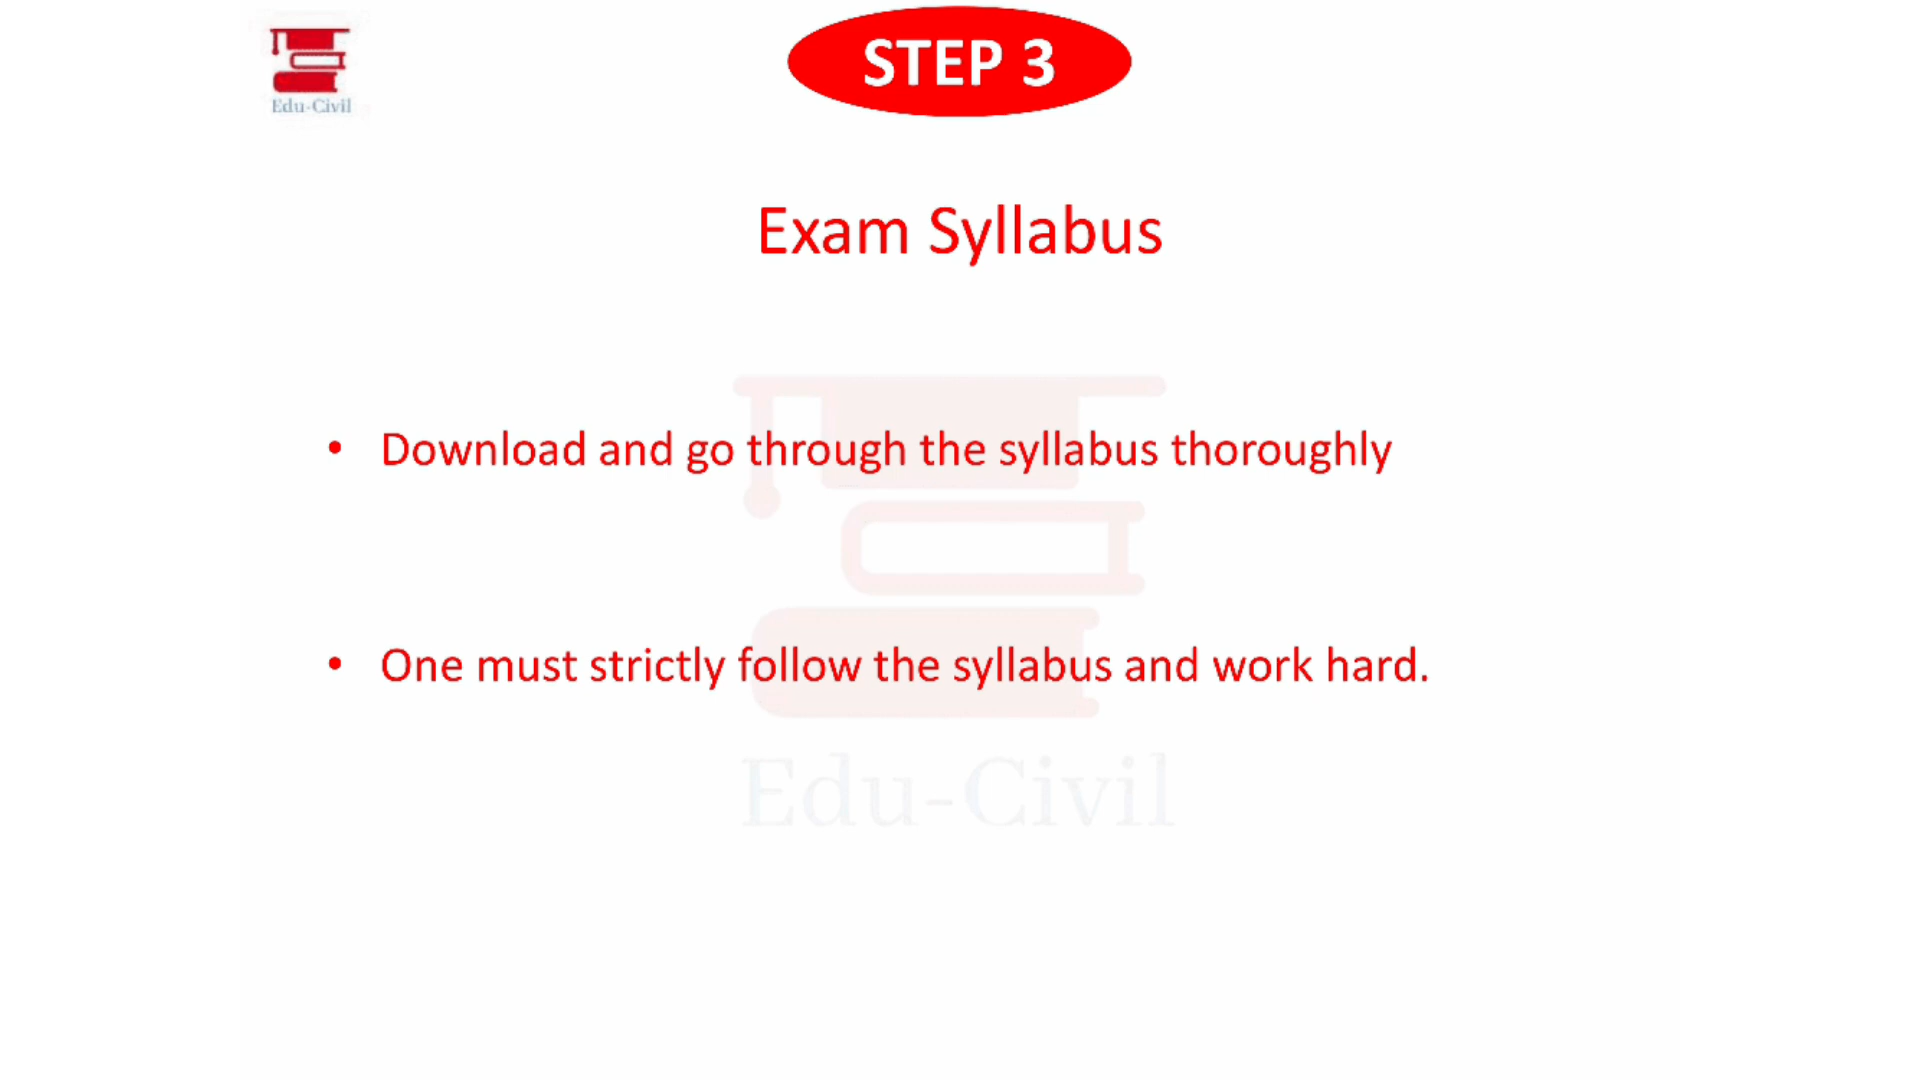 STEP 3
Edu-Civil
Exam Syllabus
• Download and go through the syllabus thoroughly
• One must strictly follow the syllabus and work hard.
Edu-Civil